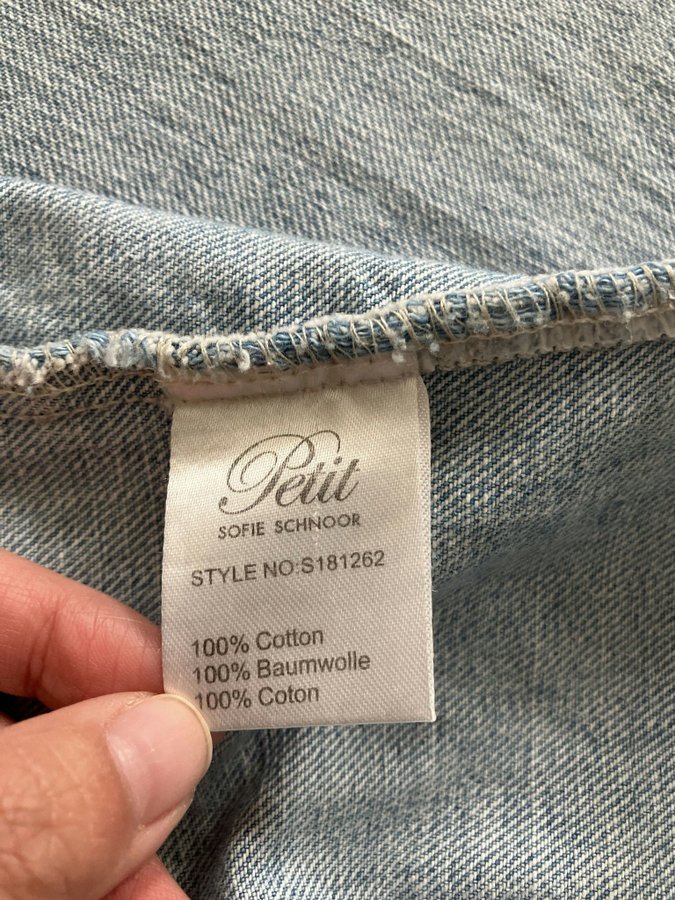 Petit
SOFIE SCHNOOR
STYLE NO:S181262
100% Cotton
100% Baumwolle
100% Coton